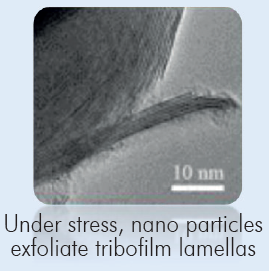 10 nm
Under stress, nano particles
exfoliate tribofilm lamellas